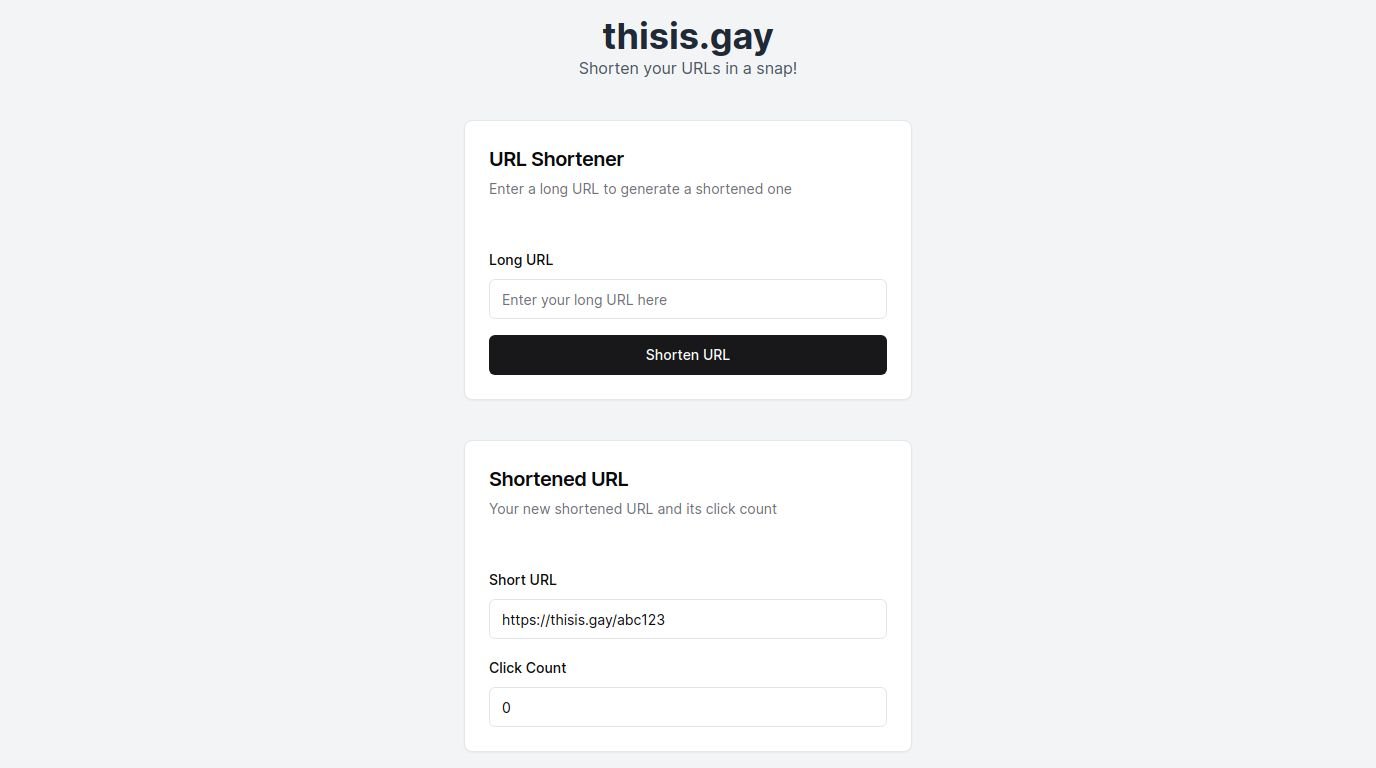 thisis.gay
Shorten your URLs in a snap!
URL Shortener
Enter a long URL to generate a shortened one
Long URL
Enter your long URL here
Shorten URL
Shortened URL
Your new shortened URL and its click count
Short URL
https://thisis.gay/abc123
Click Count
0